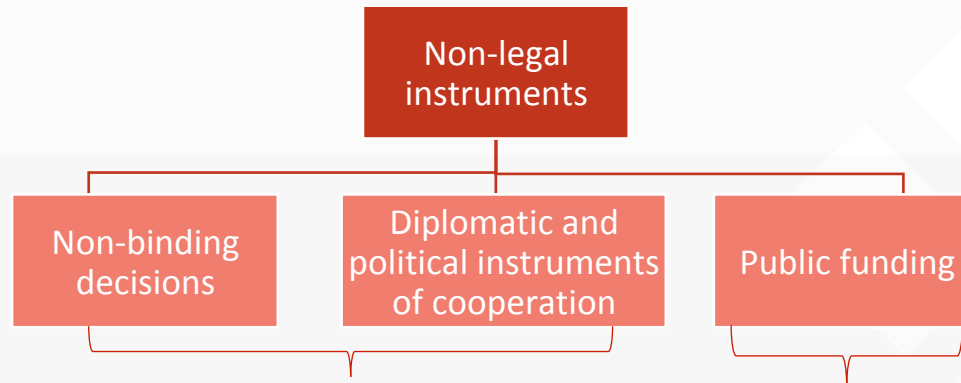 Non-legal
instruments
Non-binding
decisions
Diplomatic and
political instruments
of cooperation
Public funding